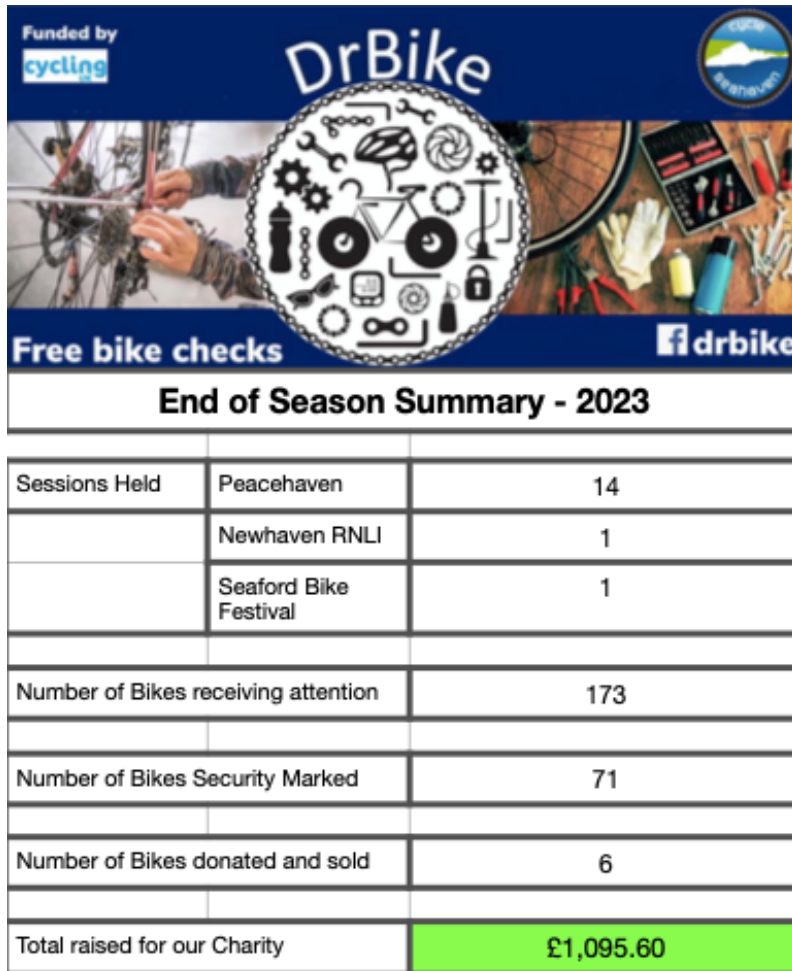 Funded by
cycling
uk
DrBike
cycle
seahaven
Free bike checks
drbike
End of Season Summary - 2023
Sessions Held Peacehaven 14
Newhaven RNLI 1
Seaford Bike
Festival
1
Number of Bikes receiving attention 173
Number of Bikes Security Marked 71
Number of Bikes donated and sold 6
Total raised for our Charity £1,095.60